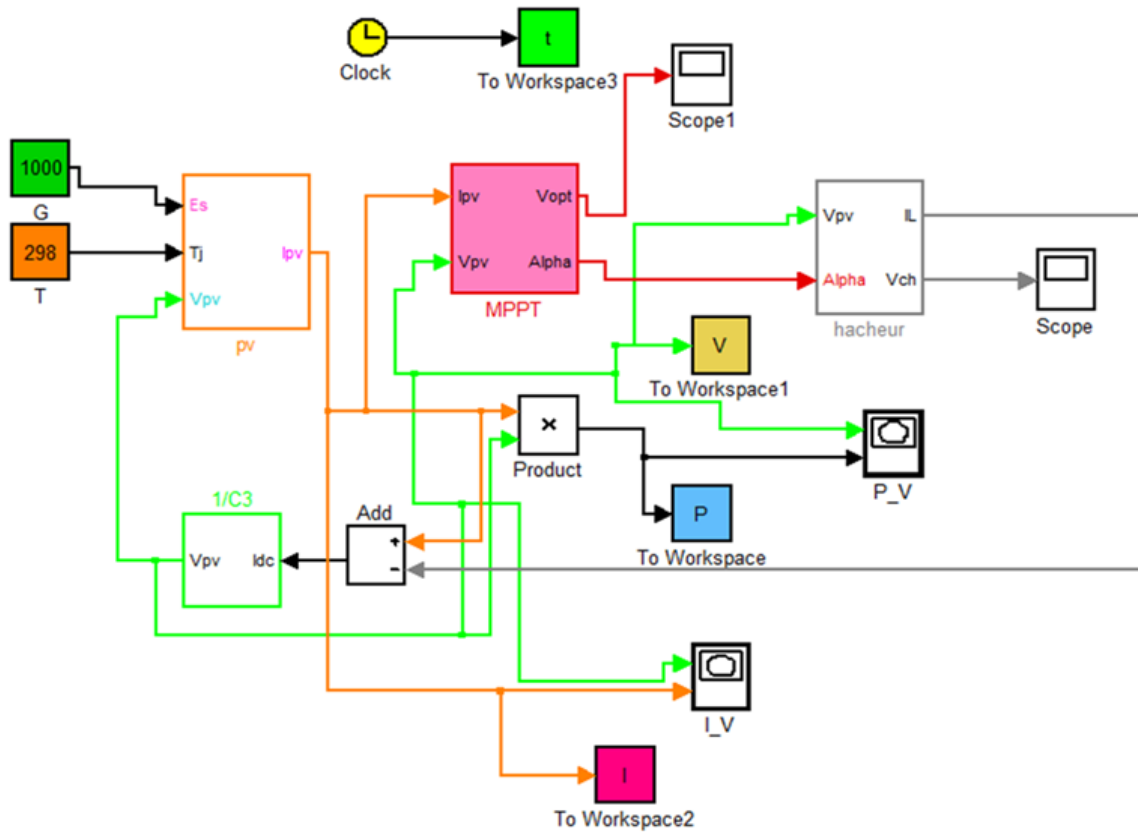 t
Clock
To Workspace3
Scope1
1000
G
298
T
Es
Tj
Vpv
Ipv
pv
Ipv
Vpv
Vopt
Alpha
MPPT
Vpv
Alpha
IL
Vch
hacheur
Scope
V
To Workspace1
×
Product
P_V
1/C3
Vpv
Idc
Add
+
−
P
To Workspace
I_V
I
To Workspace2